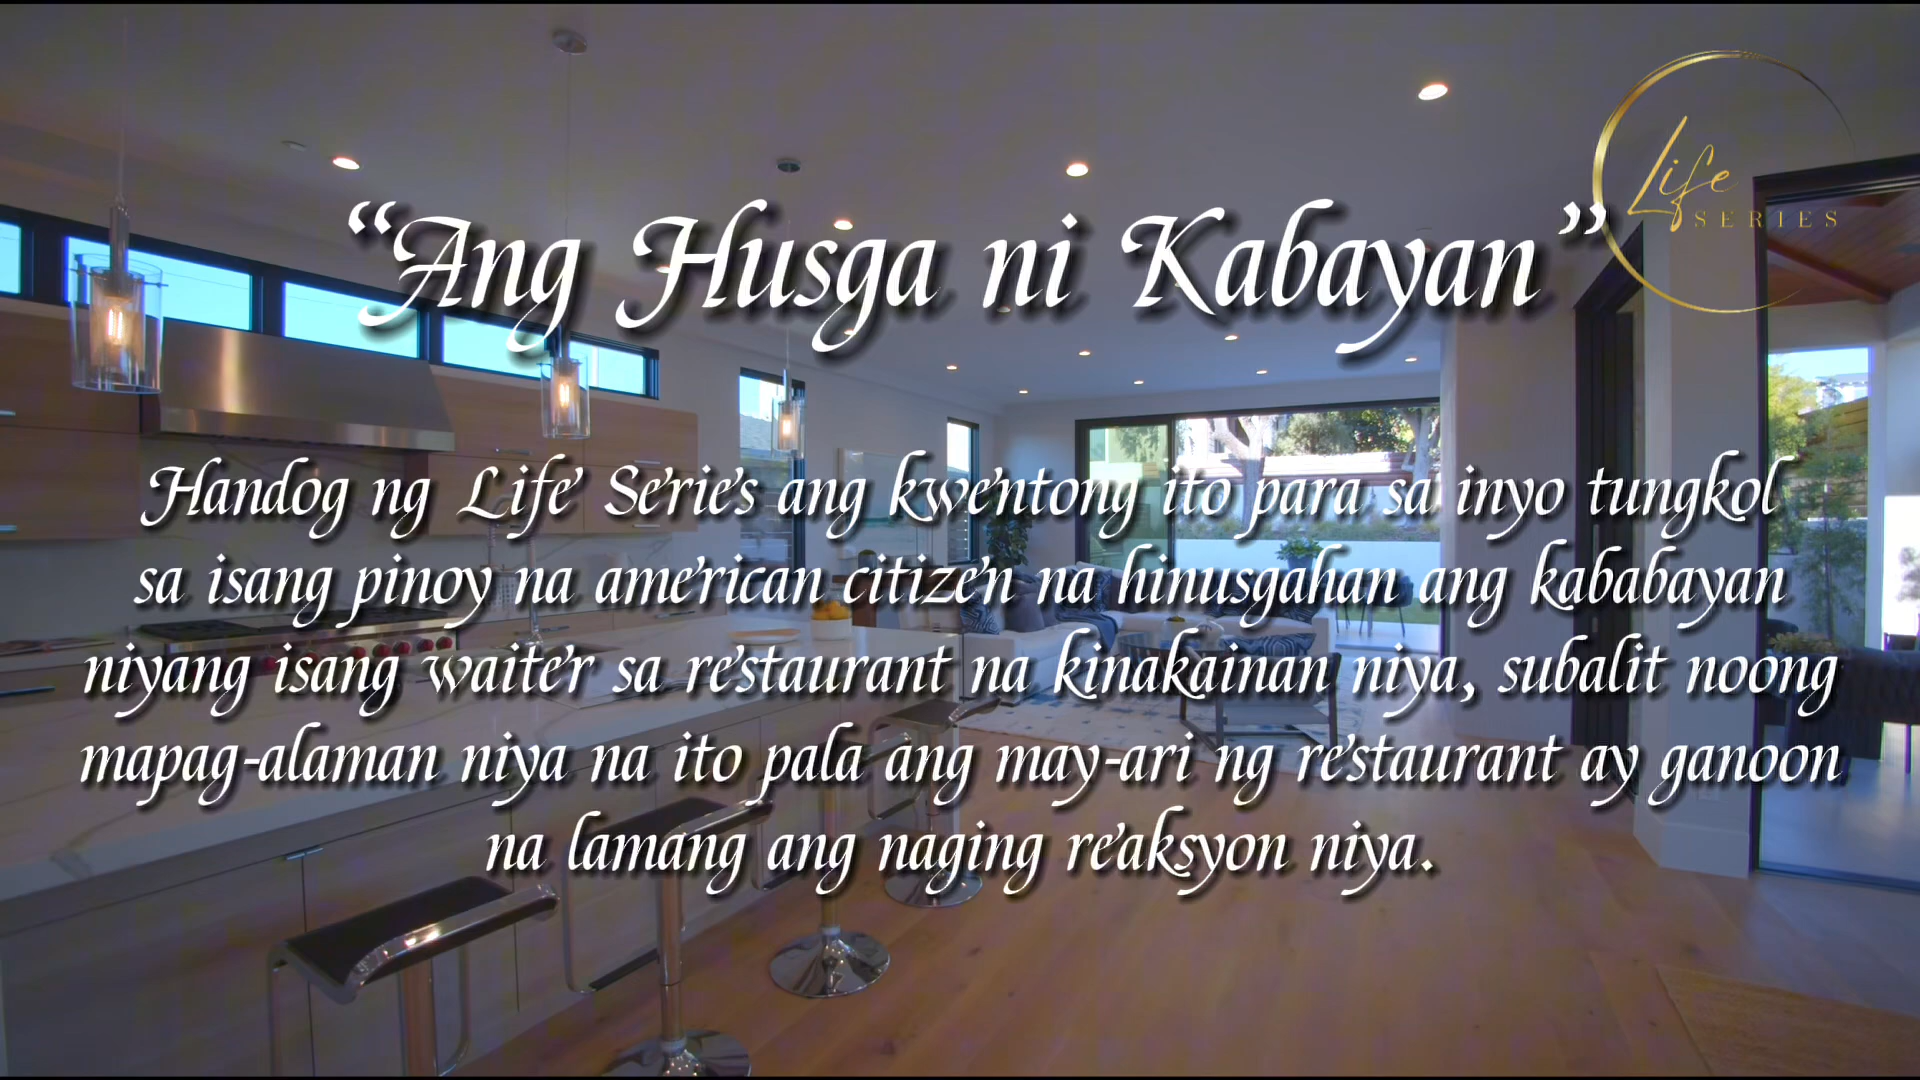 Life
SERIES
“Ang Husga ni Kabayan”
Handog ng Life Series ang kwentong ito para sa inyo tungkol
sa isang pinoy na american citizen na hinusgahan ang kababayan
niyang isang waiter sa restaurant na kinakainan niya, subalit noong
mapag-alaman niya na ito pala ang may-ari ng restaurant ay ganoon
na lamang ang naging reaksyon niya.